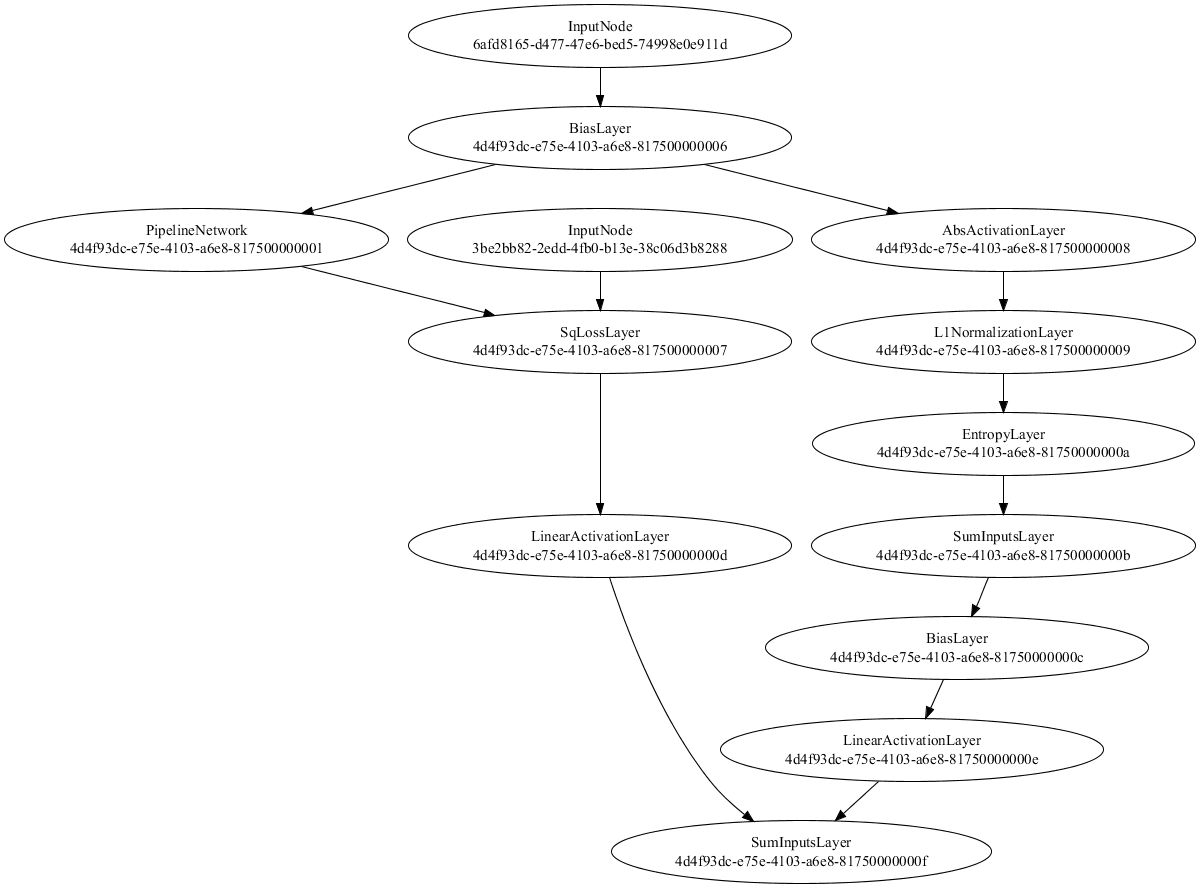 InputNode
6afd8165-d477-47e6-bed5-74998e0e911d
BiasLayer
4d4f93dc-e75e-4103-a6e8-817500000006
PipelineNetwork
4d4f93dc-e75e-4103-a6e8-817500000001
InputNode
3be2bb82-2edd-4fb0-b13e-38c06d3b8288
AbsActivationLayer
4d4f93dc-e75e-4103-a6e8-817500000008
SqLossLayer
4d4f93dc-e75e-4103-a6e8-817500000007
L1NormalizationLayer
4d4f93dc-e75e-4103-a6e8-817500000009
EntropyLayer
4d4f93dc-e75e-4103-a6e8-81750000000a
LinearActivationLayer
4d4f93dc-e75e-4103-a6e8-81750000000d
SumInputsLayer
4d4f93dc-e75e-4103-a6e8-81750000000b
BiasLayer
4d4f93dc-e75e-4103-a6e8-81750000000c
LinearActivationLayer
4d4f93dc-e75e-4103-a6e8-81750000000e
SumInputsLayer
4d4f93dc-e75e-4103-a6e8-81750000000f